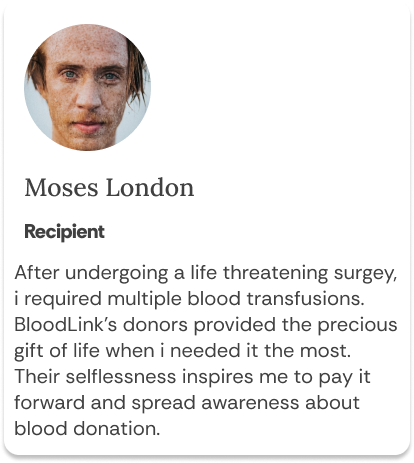 Moses London
Recipient
After undergoing a life threatening surgey,
i required multiple blood transfusions.
BloodLink's donors provided the precious
gift of life when i needed it the most.
Their selflessness inspires me to pay it
forward and spread awareness about
blood donation.